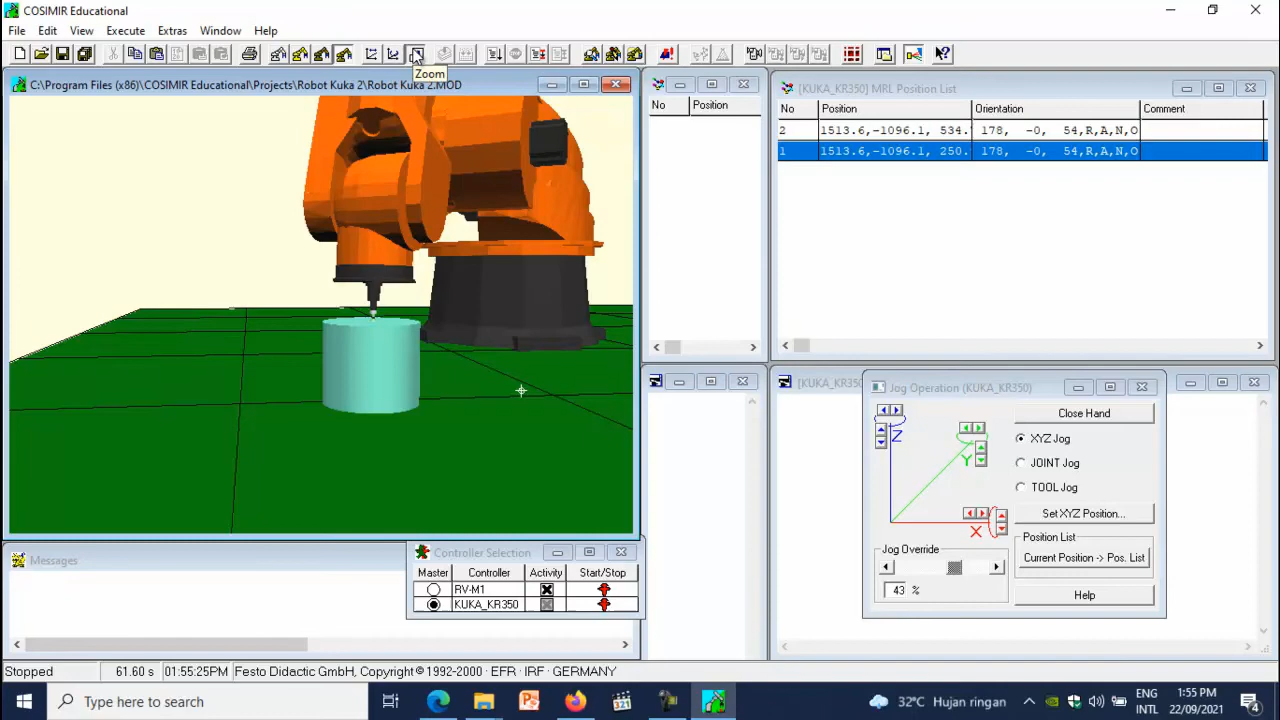 COSIMIR Educational
File Edit View Execute Extras Window Help
Zoom
C:\Program Files (x86)\COSIMIR Educational\Projects\Robot Kuka 2\Robot Kuka 2.MOD
No Position
[KUKA_KR350] MRL Position List
No Position Orientation Comment
2 1513.6,-1096.1, 534. 178, -0, 54,R,A,N,O
1 1513.6,-1096.1, 250. 178, -0, 54,R,A,N,O
[KUKA_KR350
Jog Operation (KUKA_KR350)
Close Hand
Z
XYZ Jog
Y
JOINT Jog
TOOL Jog
Set XYZ Position...
X
Position List
Jog Override
Current Position -> Pos. List
43 %
Help
Messages
Controller Selection
Master Controller Activity Start/Stop
RV-M1
KUKA_KR350
Stopped 61.60 s 01:55:25PM Festo Didactic GmbH, Copyright © 1992-2000 · EFR · IRF · GERMANY
Type here to search
321
32°C Hujan ringan
ENG
INTL
1:55 PM
22/09/2021
4